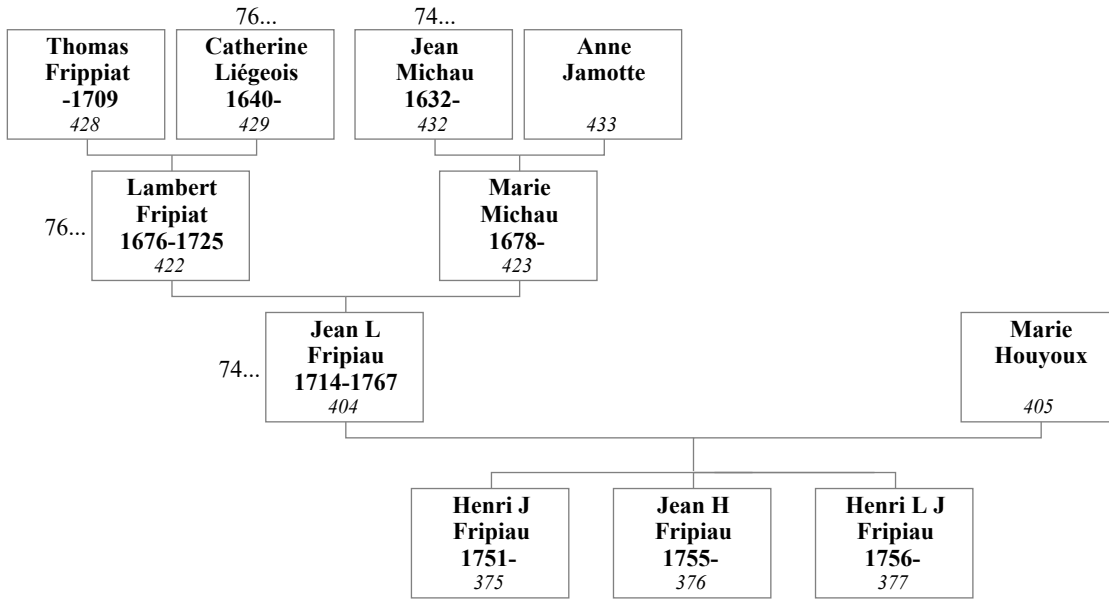 76...
74...
Thomas
Frippiat
-1709
428
Catherine
Liégeois
1640-
429
Jean
Michau
1632-
432
Anne
Jamotte
433
76...
Lambert
Fripiat
1676-1725
422
Marie
Michau
1678-
423
74...
Jean L
Fripiau
1714-1767
404
Marie
Houyoux
405
Henri J
Fripiau
1751-
375
Jean H
Fripiau
1755-
376
Henri L J
Fripiau
1756-
377